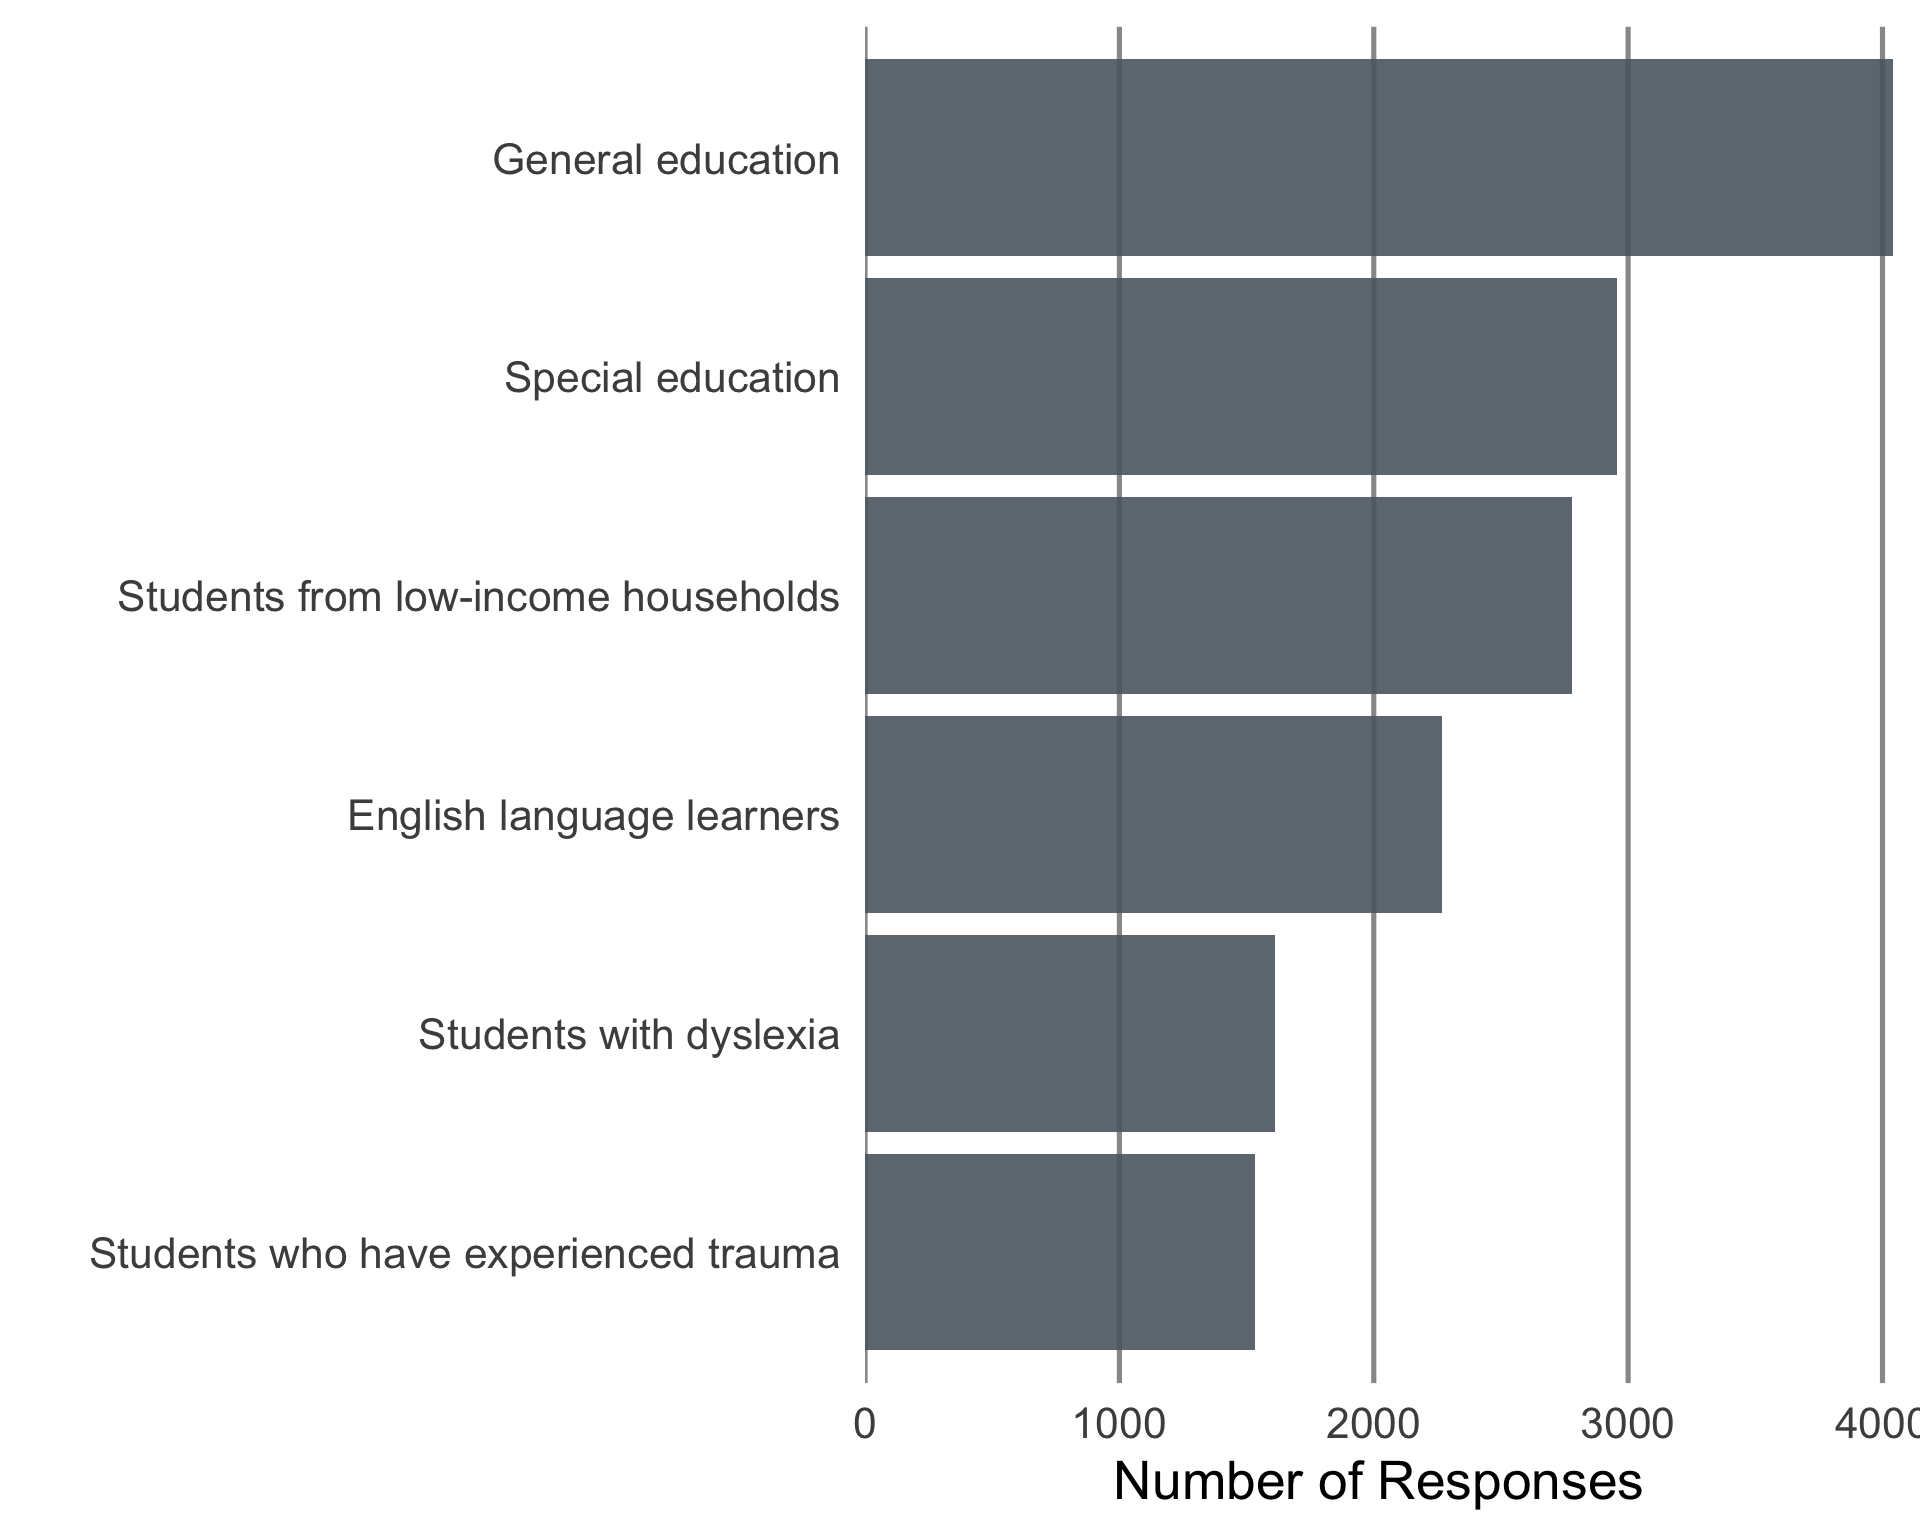 General education
Special education
Students from low-income households
English language learners
Students with dyslexia
Students who have experienced trauma
0 1000 2000 3000 4000
Number of Responses